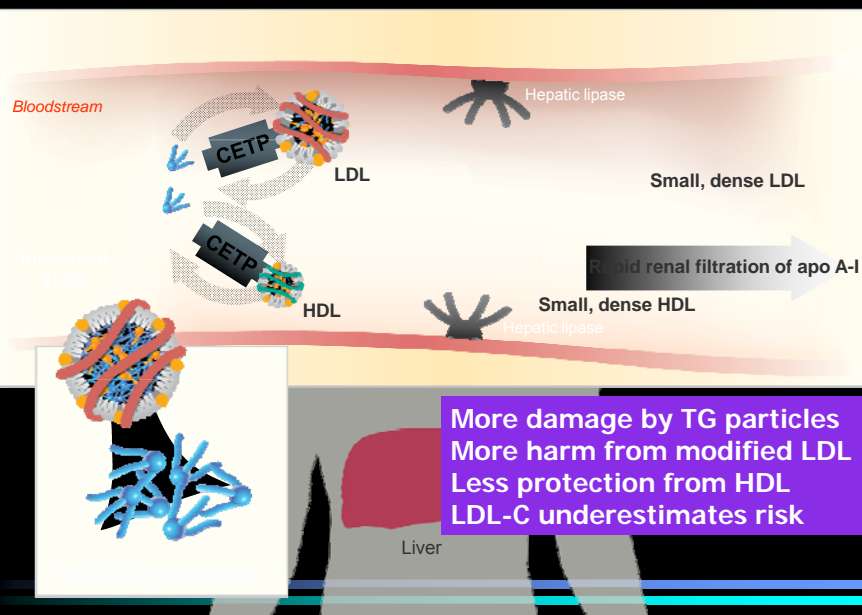 Bloodstream
Hepatic lipase
CETP
LDL
Small, dense LDL
CETP
Rapid renal filtration of apo A-I
HDL
Small, dense HDL
Hepatic lipase
More damage by TG particles
More harm from modified LDL
Less protection from HDL
LDL-C underestimates risk
Liver